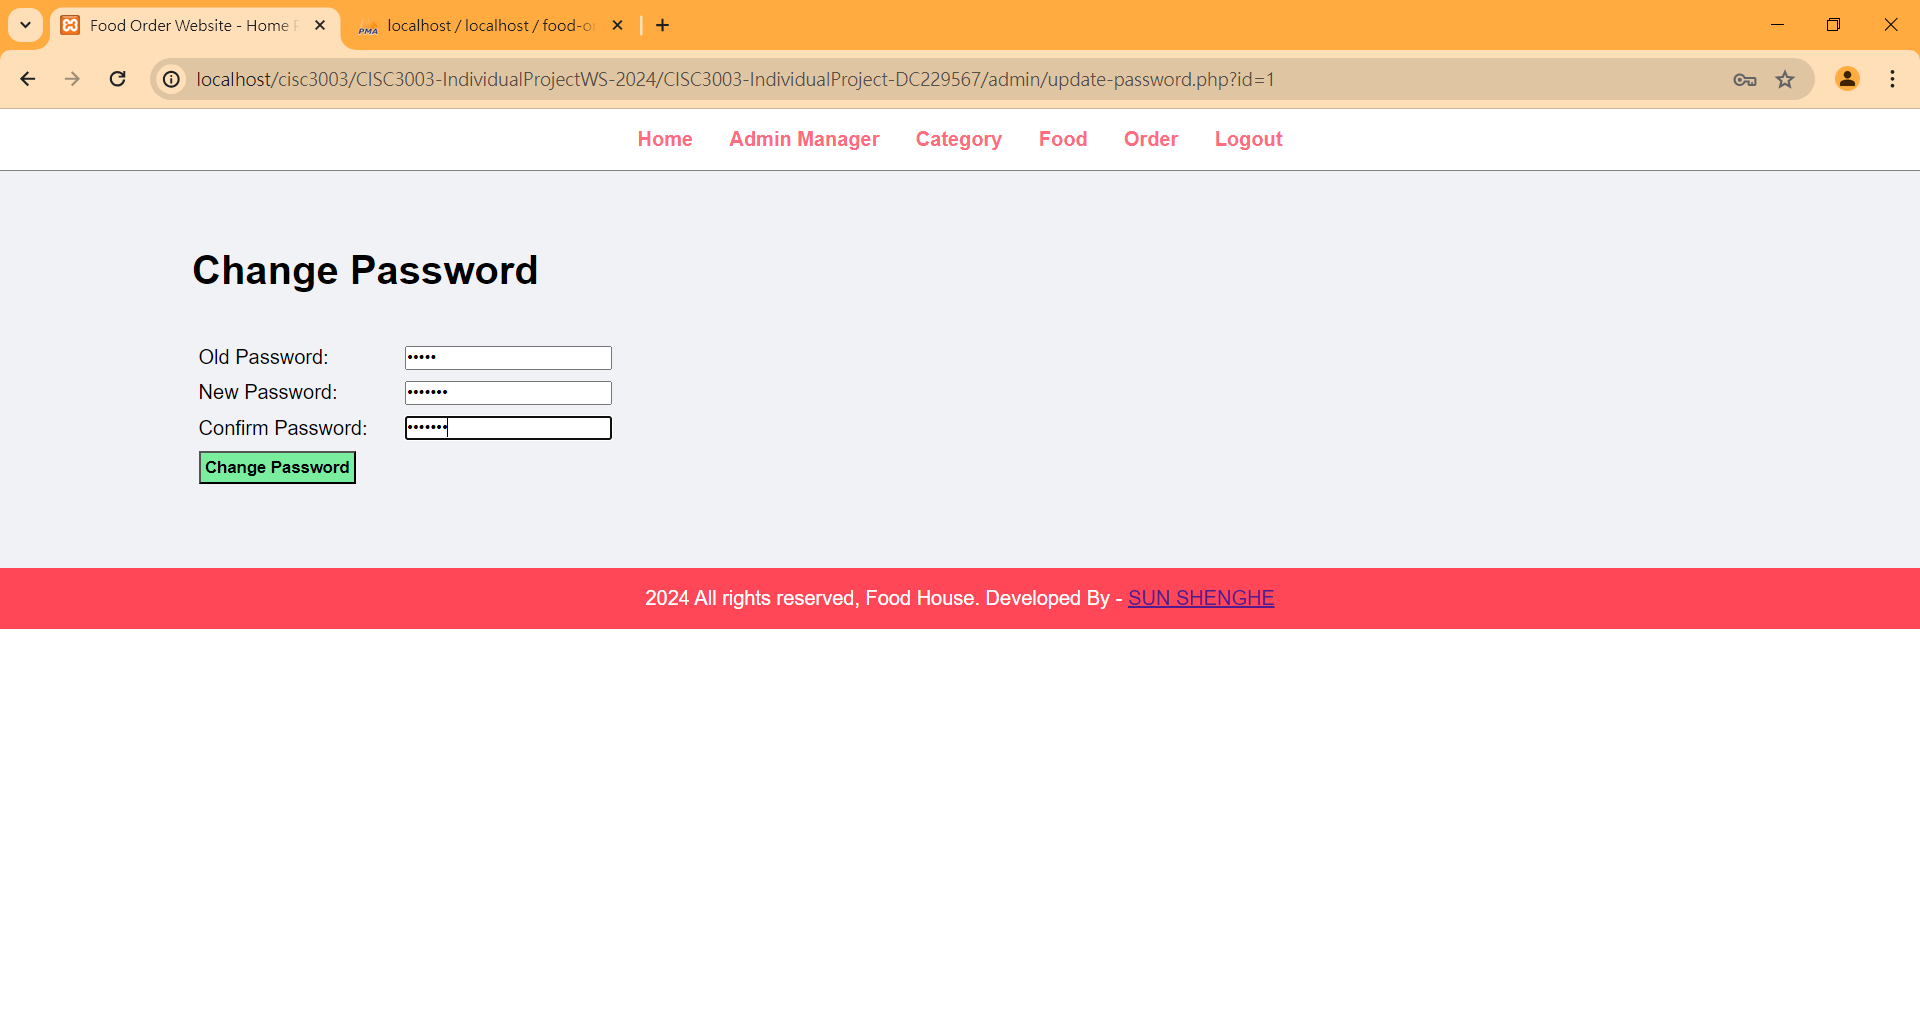 Food Order Website - Home
PMA localhost / localhost / food-o
localhost/cisc3003/CISC3003-IndividualProjectWS-2024/CISC3003-IndividualProject-DC229567/admin/update-password.php?id=1
Home Admin Manager Category Food Order Logout
Change Password
Old Password: •••••
New Password: •••••••
Confirm Password: •••••••
Change Password
2024 All rights reserved, Food House. Developed By - SUN SHENGHE